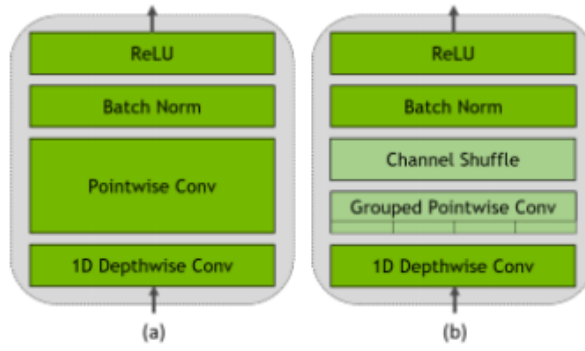 ReLU
Batch Norm
Pointwise Conv
1D Depthwise Conv
(a)
ReLU
Batch Norm
Channel Shuffle
Grouped Pointwise Conv
1D Depthwise Conv
(b)